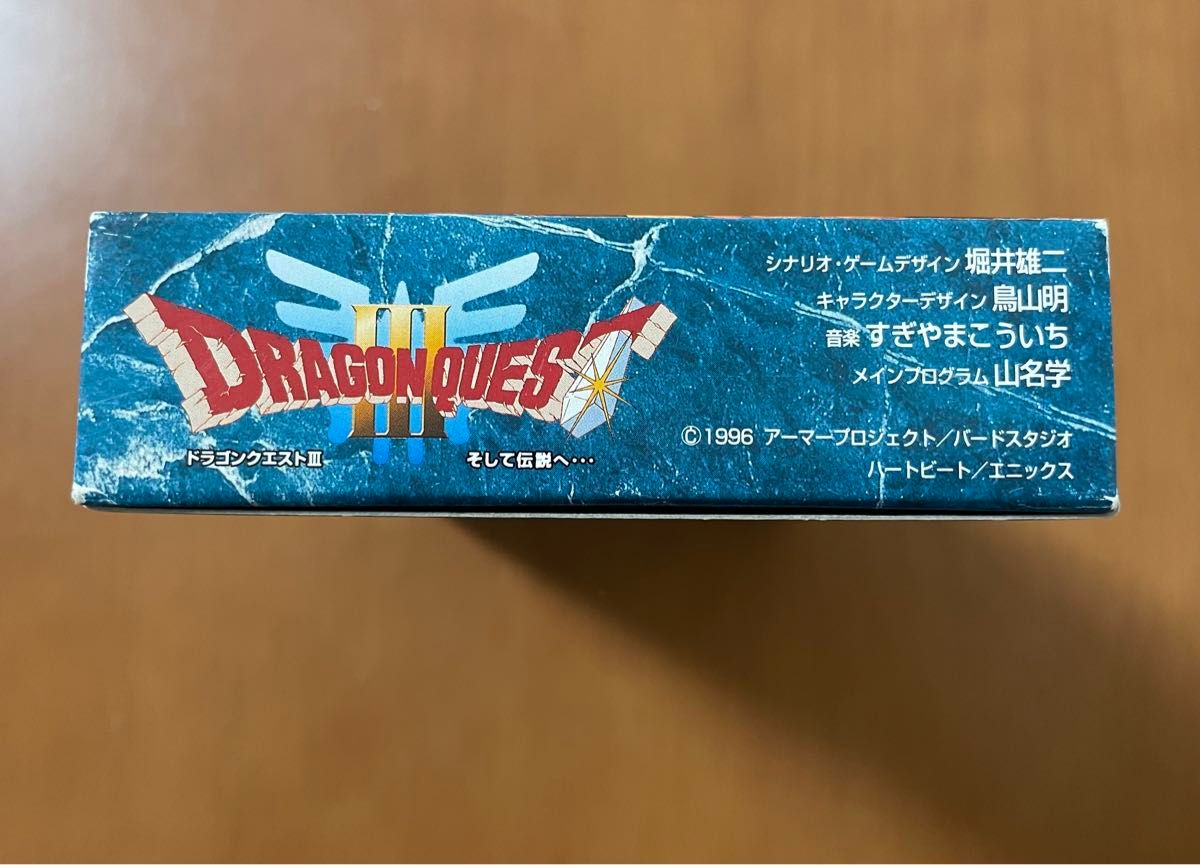 DRAGON QUEST
III
ドラゴンクエストⅢ
そして伝説へ・・・
シナリオ・ゲームデザイン 堀井雄二
キャラクターデザイン 鳥山明
音楽 すぎやまこういち
メインプログラム 山名学
©1996 アーマープロジェクト/バードスタジオ
ハートビート/エニックス